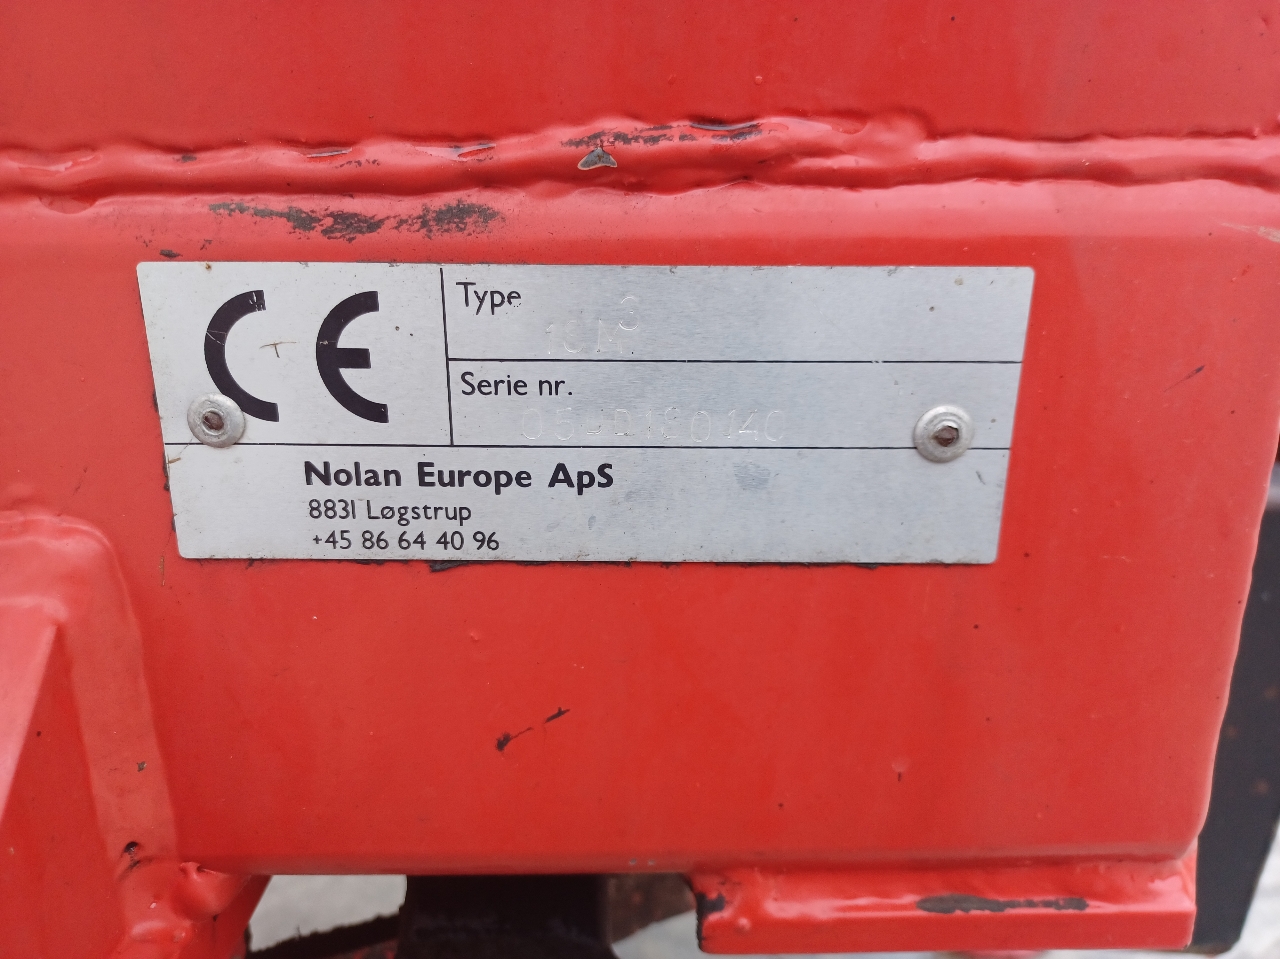 CE
Type
Serie nr.
Nolan Europe ApS
8831 Løgstrup
+45 86 64 40 96